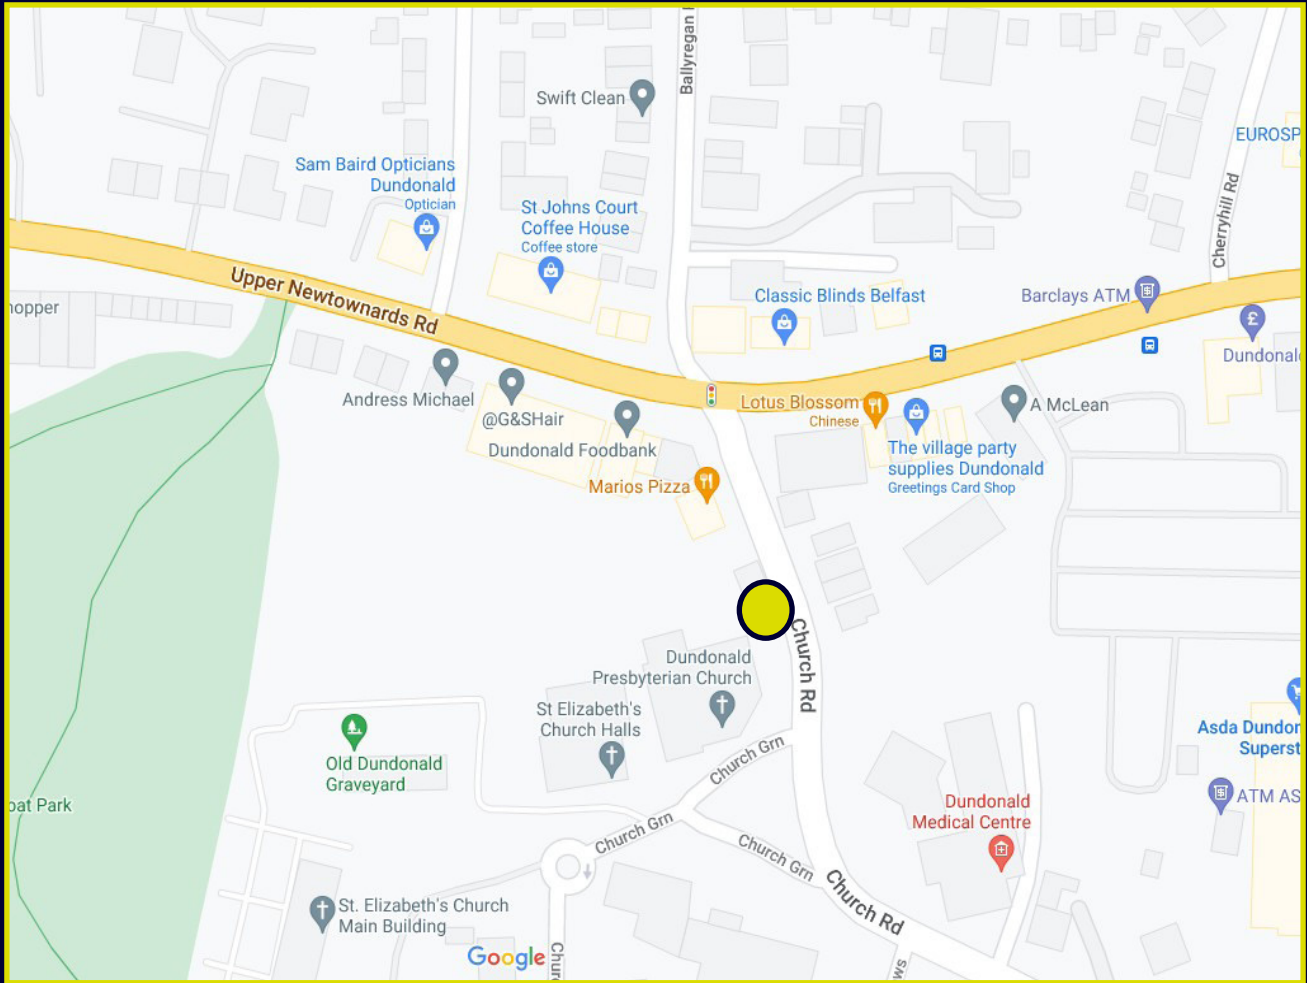 Ballyregan
Swift Clean
EUROSP
Sam Baird Opticians
Dundonald
Optician
St Johns Court
Coffee House
Coffee store
Cherryhill Rd
Upper Newtownards Rd
Classic Blinds Belfast
Barclays ATM
£
hopper
Dundonal
Andress Michael
@G&SHair
Lotus Blossom
Chinese
A McLean
Dundonald Foodbank
The village party
supplies Dundonald
Greetings Card Shop
Marios Pizza
Church Rd
Dundonald
Presbyterian Church
St Elizabeth's
Church Halls
Church Grn
Asda Dundon
Superst
Old Dundonald
Graveyard
oat Park
ATM AS
Dundonald
Medical Centre
Church Grn
Church Grn
Church Rd
St. Elizabeth's Church
Main Building
Google
Churc
ws